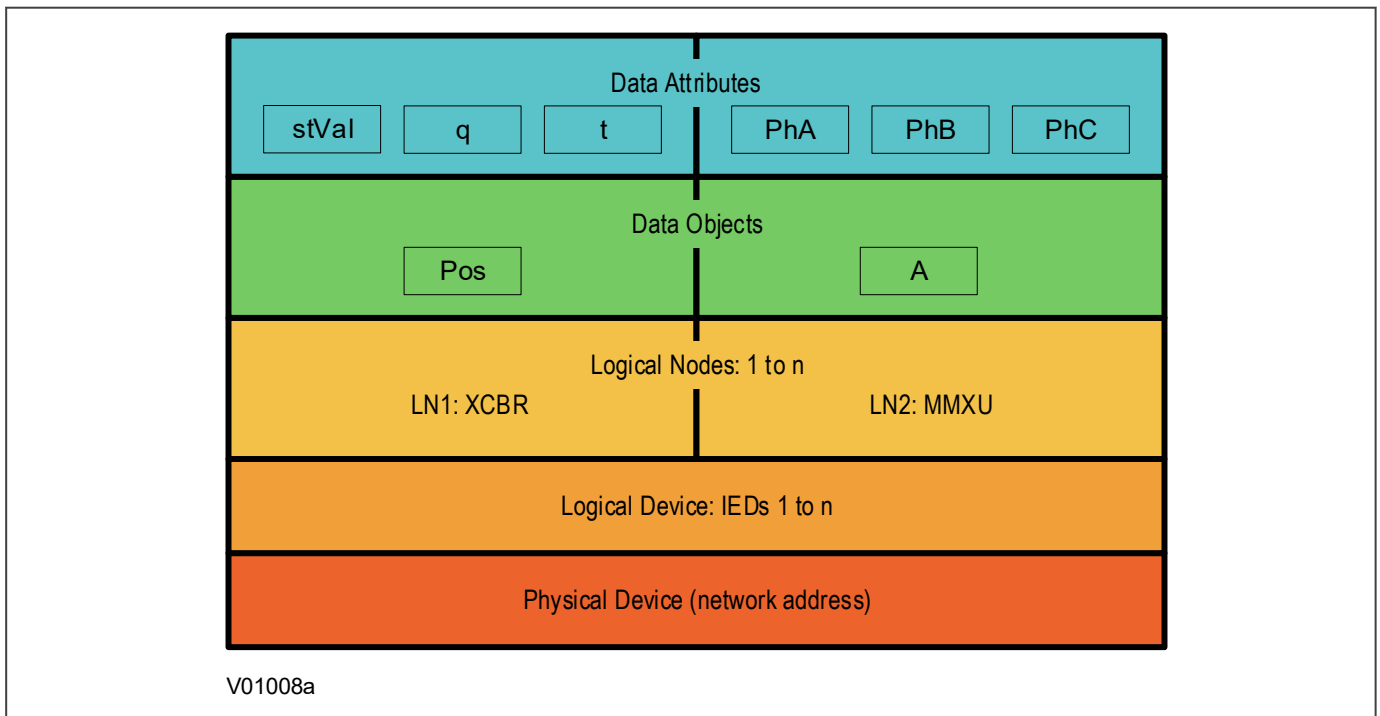 Data Attributes
stVal q t PhA PhB PhC
Data Objects
Pos A
Logical Nodes: 1 to n
LN1: XCBR LN2: MMXU
Logical Device: IEDs 1 to n
Physical Device (network address)
V01008a